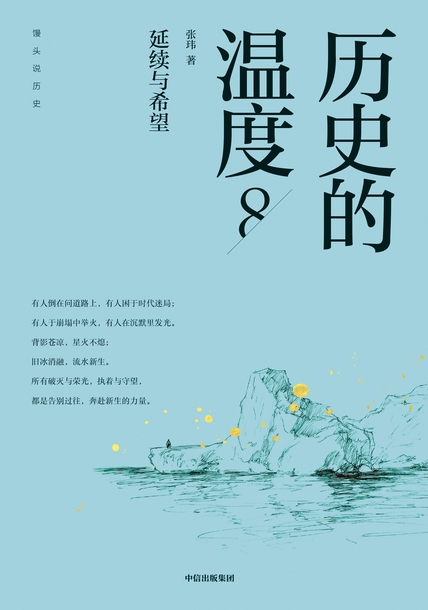 历史的
温度
8
延续与希望
张玮 著
馒头说历史
有人倒在问道路上，有人困于时代迷局；
有人于崩塌中举火，有人在沉默里发光。
背影苍凉，星火不熄；
旧冰消融，流水新生。
所有破灭与荣光，执着与守望，
都是告别过往，奔赴新生的力量。
中信出版集团